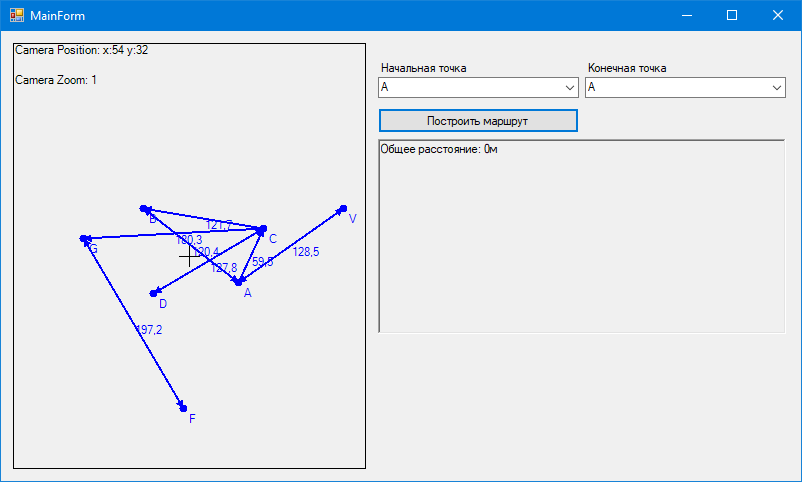 MainForm
Camera Position: x:54 y:32
Camera Zoom: 1
Начальная точка
Конечная точка
A
A
Построить маршрут
Общее расстояние: 0м
B
121,7
V
C
G
180,3
120,4
128,5
59,5
127,8
A
D
197,2
F